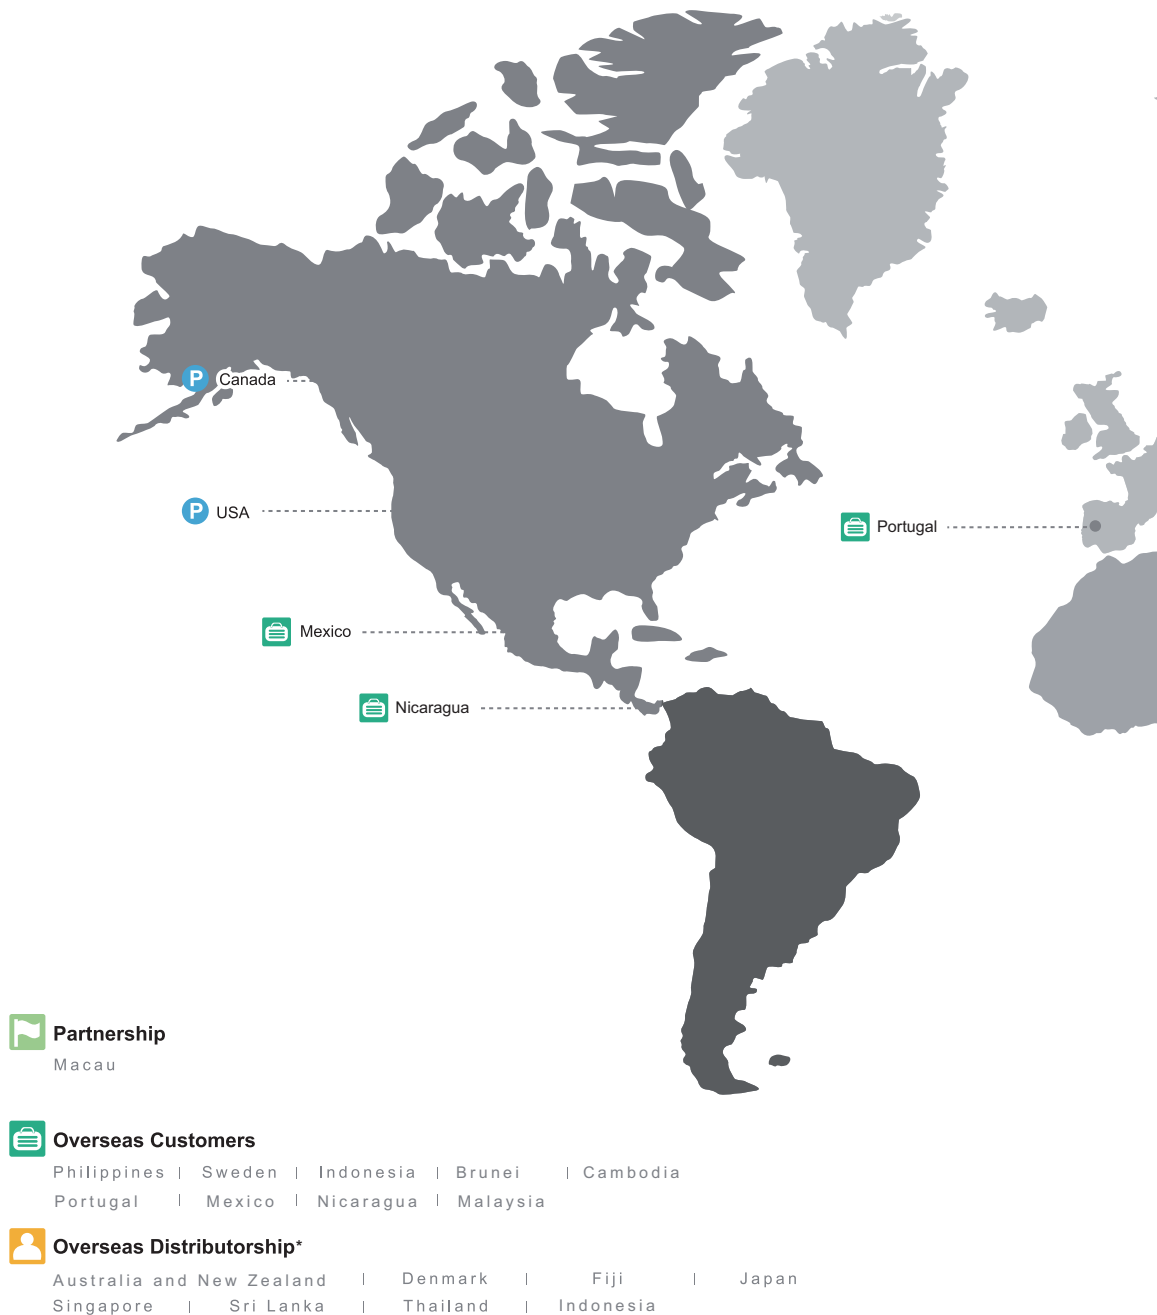 P Canada
P USA
Portugal
Mexico
Nicaragua
Partnership
Macau
Overseas Customers
Philippines | Sweden | Indonesia | Brunei | Cambodia
Portugal | Mexico | Nicaragua | Malaysia
Overseas Distributorship*
Australia and New Zealand | Denmark | Fiji | Japan
Singapore | Sri Lanka | Thailand | Indonesia